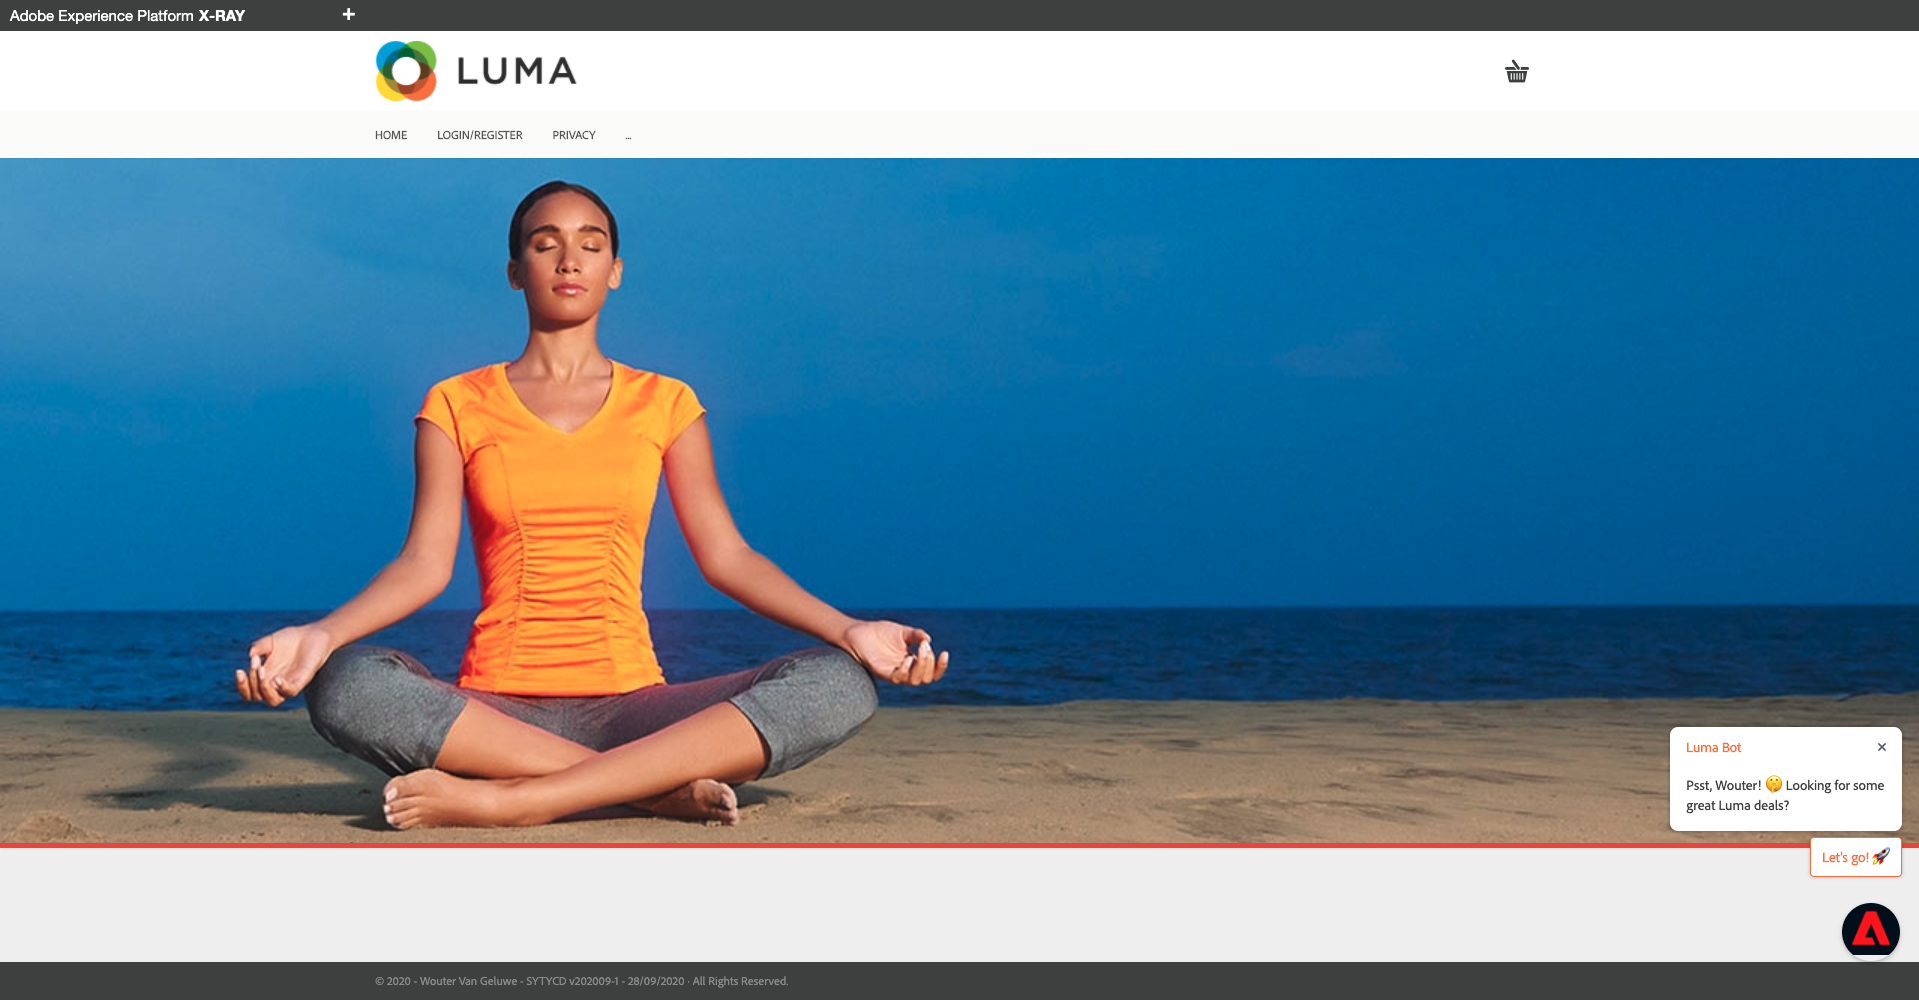 Adobe Experience Platform X-RAY
LUMA
HOME LOGIN/REGISTER PRIVACY ...
Luma Bot
Psst, Wouter! 🤫 Looking for some
great Luma deals?
Let's go! 🚀
© 2020 - Wouter Van Geluwe - SYTYCD v202009-1 - 28/09/2020 · All Rights Reserved.